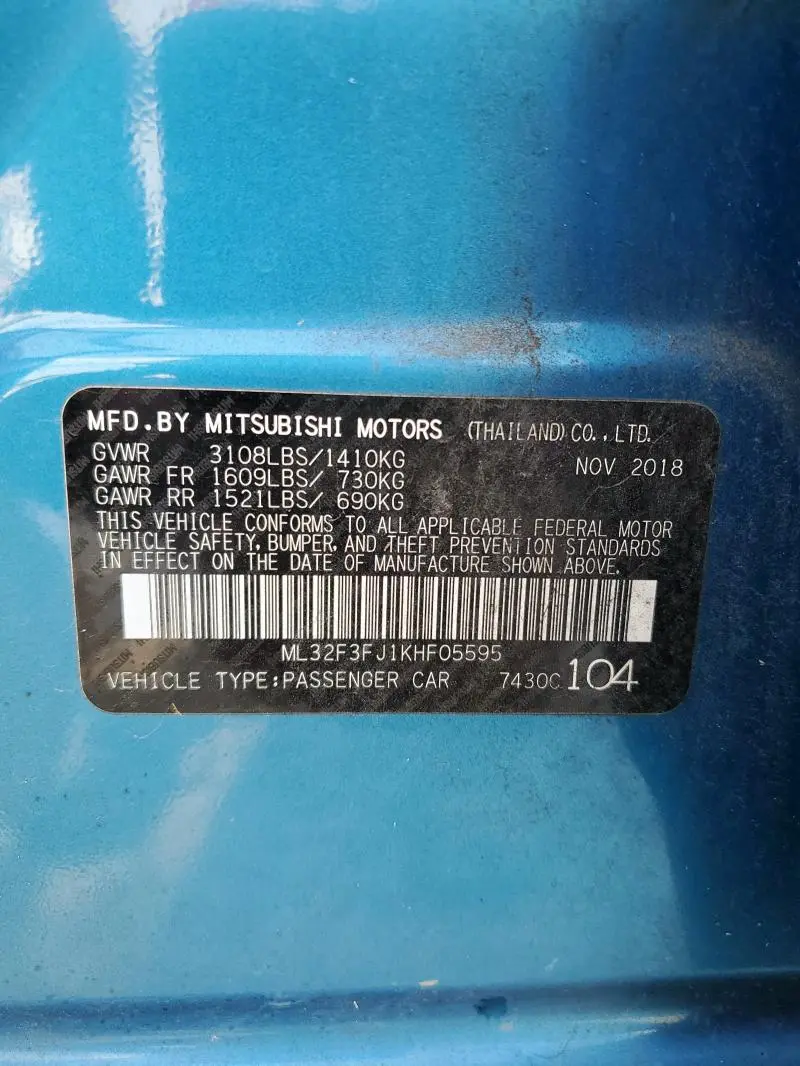 MFD.BY MITSUBISHI MOTORS (THAILAND)CO.,LTD.
GVWR 3108LBS/1410KG NOV 2018
GAWR FR 1609LBS/ 730KG
GAWR RR 1521LBS/ 690KG
THIS VEHICLE CONFORMS TO ALL APPLICABLE FEDERAL MOTOR
VEHICLE SAFETY, BUMPER, AND THEFT PREVENTION STANDARDS
IN EFFECT ON THE DATE OF MANUFACTURE SHOWN ABOVE.
ML32F3FJ1KHF05595
VEHICLE TYPE:PASSENGER CAR 7430C 104